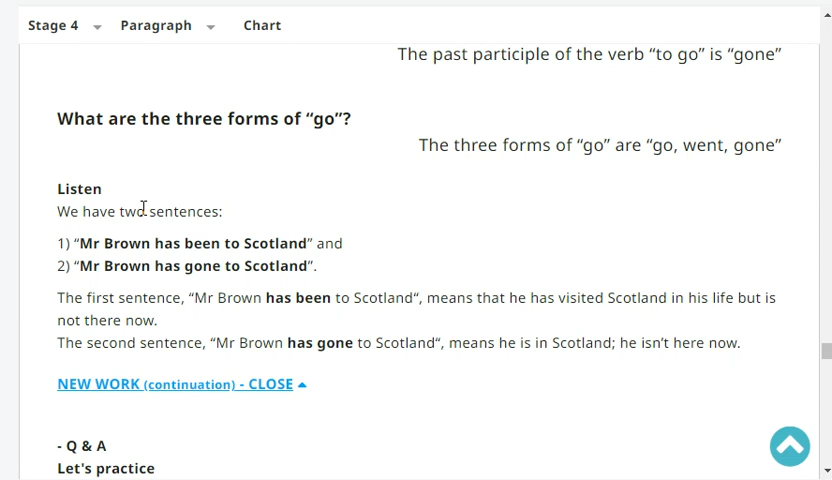 Stage 4 Paragraph Chart
The past participle of the verb “to go” is “gone”
What are the three forms of “go”?
The three forms of “go” are “go, went, gone”
Listen
We have two sentences:
1) “Mr Brown has been to Scotland” and
2) “Mr Brown has gone to Scotland”.
The first sentence, “Mr Brown has been to Scotland“, means that he has visited Scotland in his life but is
not there now.
The second sentence, “Mr Brown has gone to Scotland“, means he is in Scotland; he isn’t here now.
NEW WORK (continuation) - CLOSE
- Q & A
Let's practice